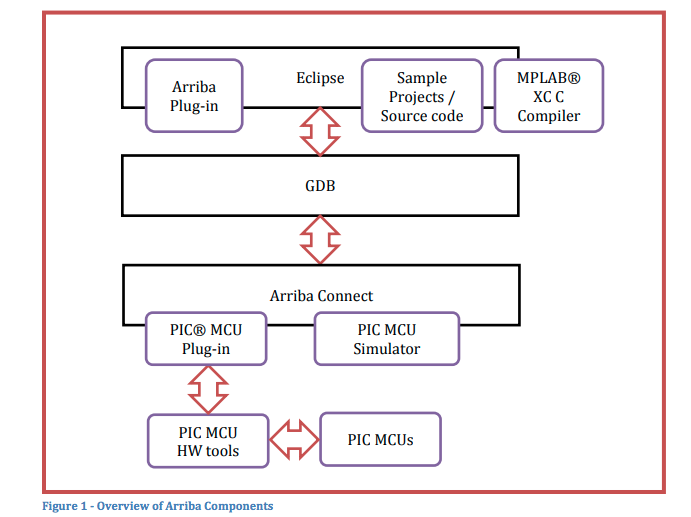 Arriba
Plug-in
Eclipse
Sample
Projects /
Source code
MPLAB®
XC C
Compiler
GDB
Arriba Connect
PIC® MCU
Plug-in
PIC MCU
Simulator
PIC MCU
HW tools
PIC MCUs
Figure 1 - Overview of Arriba Components